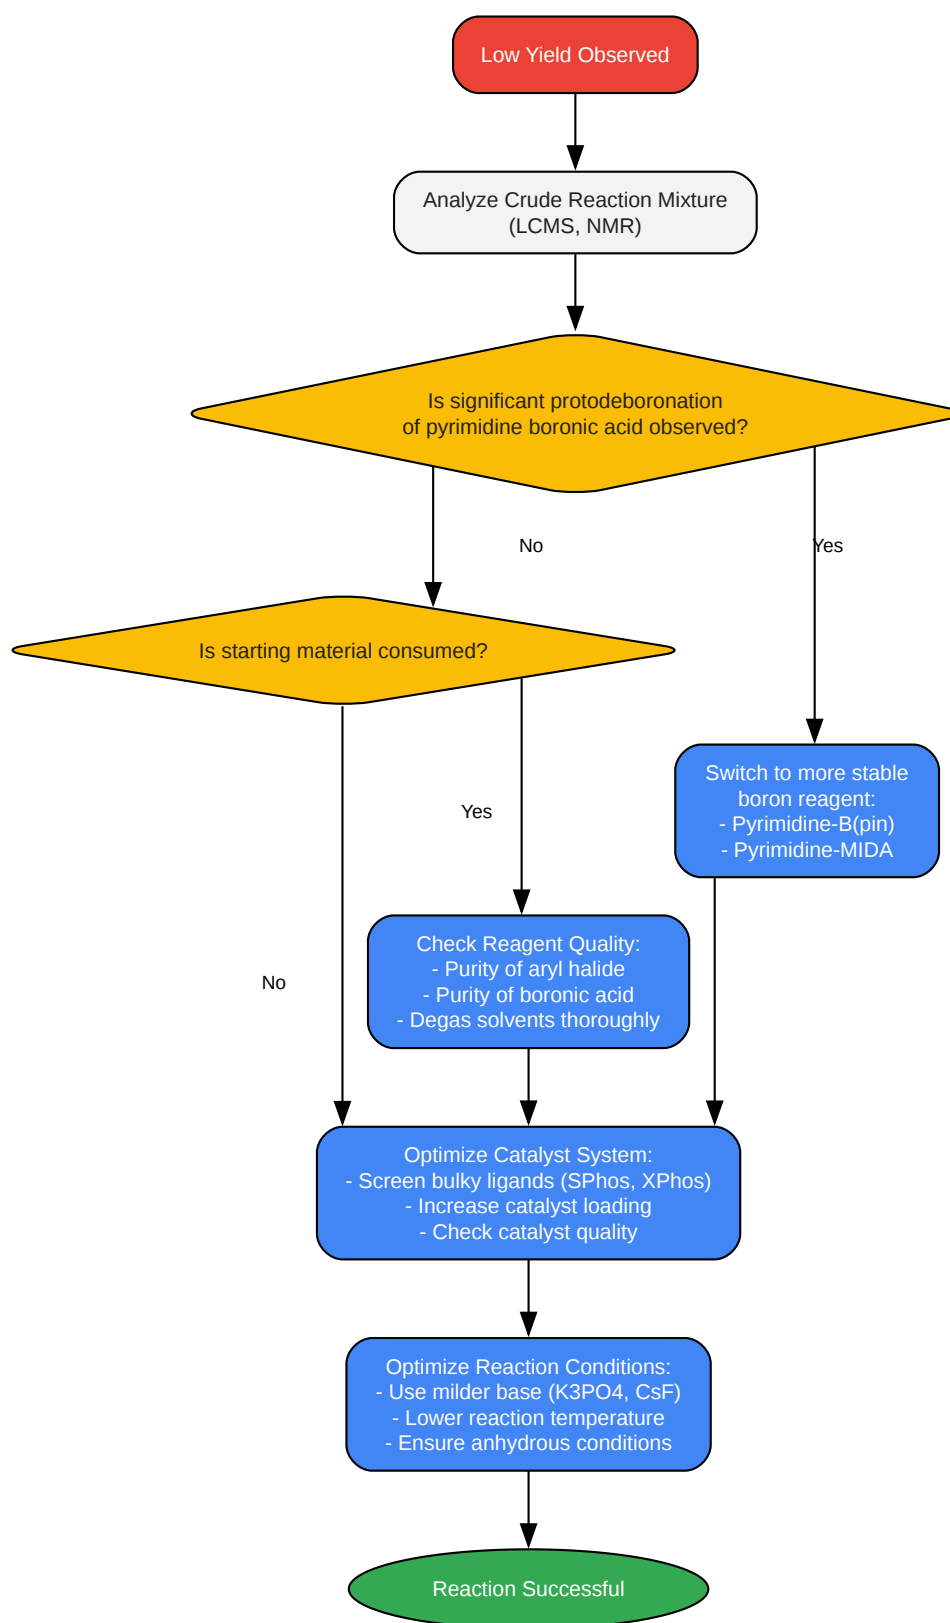 Low Yield Observed
Analyze Crude Reaction Mixture
(LCMS, NMR)
Is significant protodeboronation
of pyrimidine boronic acid observed?
No
Yes
Is starting material consumed?
Switch to more stable
boron reagent:
- Pyrimidine-B(pin)
- Pyrimidine-MIDA
Yes
Check Reagent Quality:
- Purity of aryl halide
- Purity of boronic acid
- Degas solvents thoroughly
No
Optimize Catalyst System:
- Screen bulky ligands (SPhos, XPhos)
- Increase catalyst loading
- Check catalyst quality
Optimize Reaction Conditions:
- Use milder base (K3PO4, CsF)
- Lower reaction temperature
- Ensure anhydrous conditions
Reaction Successful